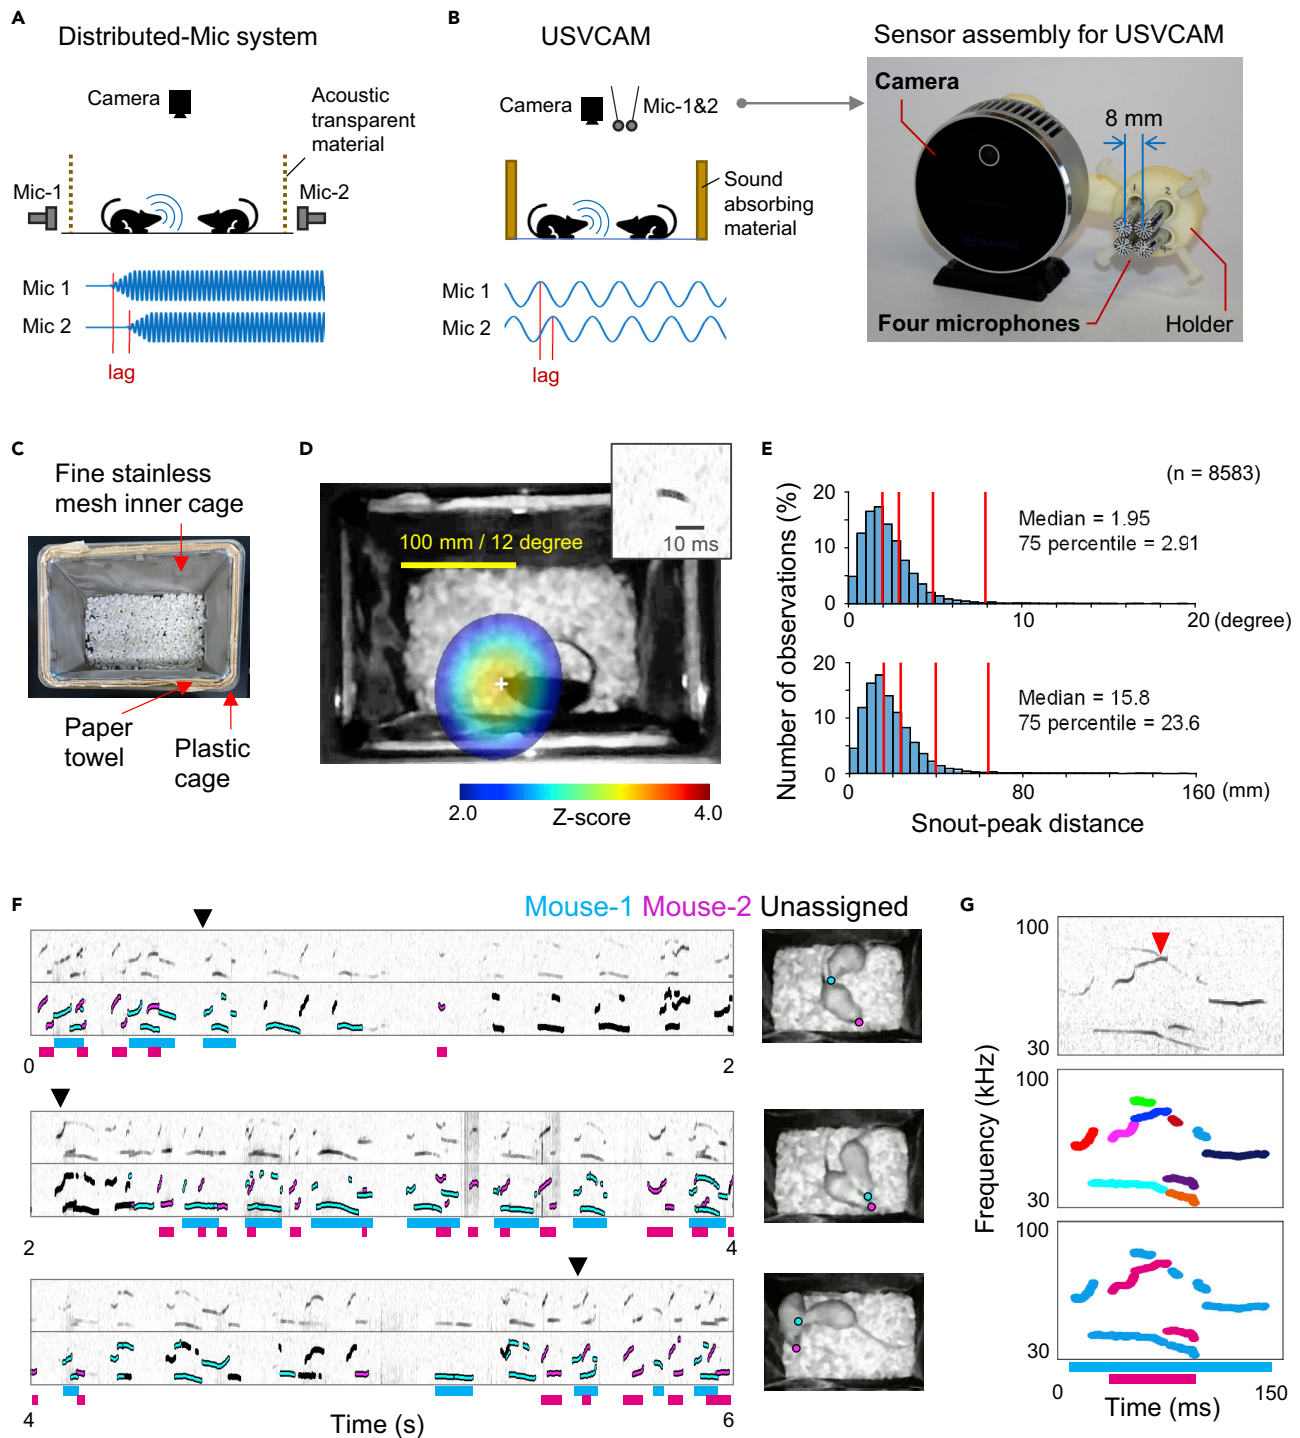 A
Distributed-Mic system
Camera
Acoustic
transparent
material
Mic-1
Mic-2
Mic 1
Mic 2
lag
B
USVCAM
Camera
Mic-1&2
Sound
absorbing
material
Mic 1
Mic 2
lag
Sensor assembly for USVCAM
Camera
8 mm
1
2
Four microphones
Holder
C
Fine stainless
mesh inner cage
Paper
towel
Plastic
cage
D
100 mm / 12 degree
10 ms
2.0
Z-score
4.0
E
(n = 8583)
Number of observations (%)
20
10
0
Median = 1.95
75 percentile = 2.91
0
10
20 (degree)
20
10
0
Median = 15.8
75 percentile = 23.6
0
80
160 (mm)
Snout-peak distance
F
Mouse-1 Mouse-2 Unassigned
0
2
2
4
4
Time (s)
6
G
Frequency (kHz)
100
30
100
30
100
30
0
150
Time (ms)